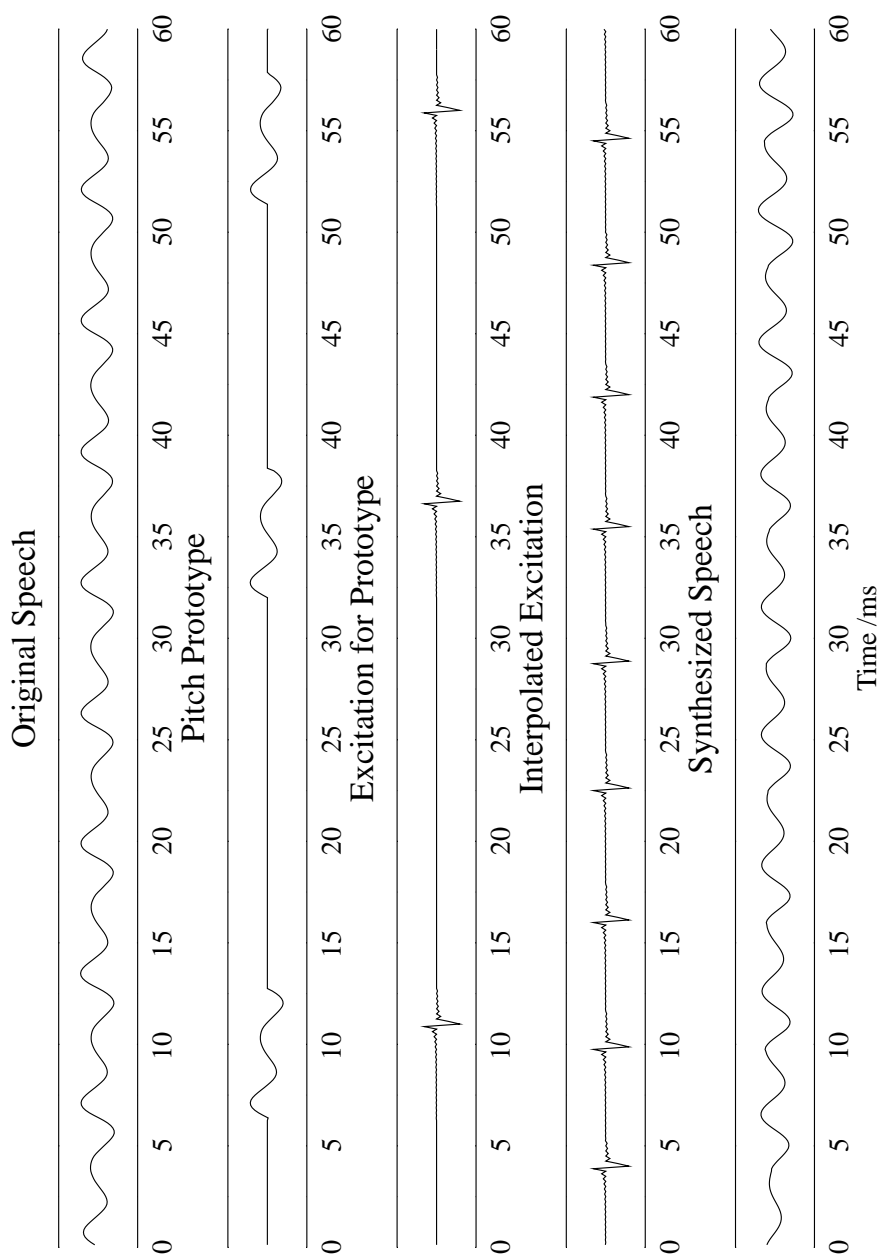 Original Speech
0 5 10 15 20 25 30 35 40 45 50 55 60
Pitch Prototype
0 5 10 15 20 25 30 35 40 45 50 55 60
Excitation for Prototype
0 5 10 15 20 25 30 35 40 45 50 55 60
Interpolated Excitation
0 5 10 15 20 25 30 35 40 45 50 55 60
Synthesized Speech
0 5 10 15 20 25 30 35 40 45 50 55 60
Time /ms